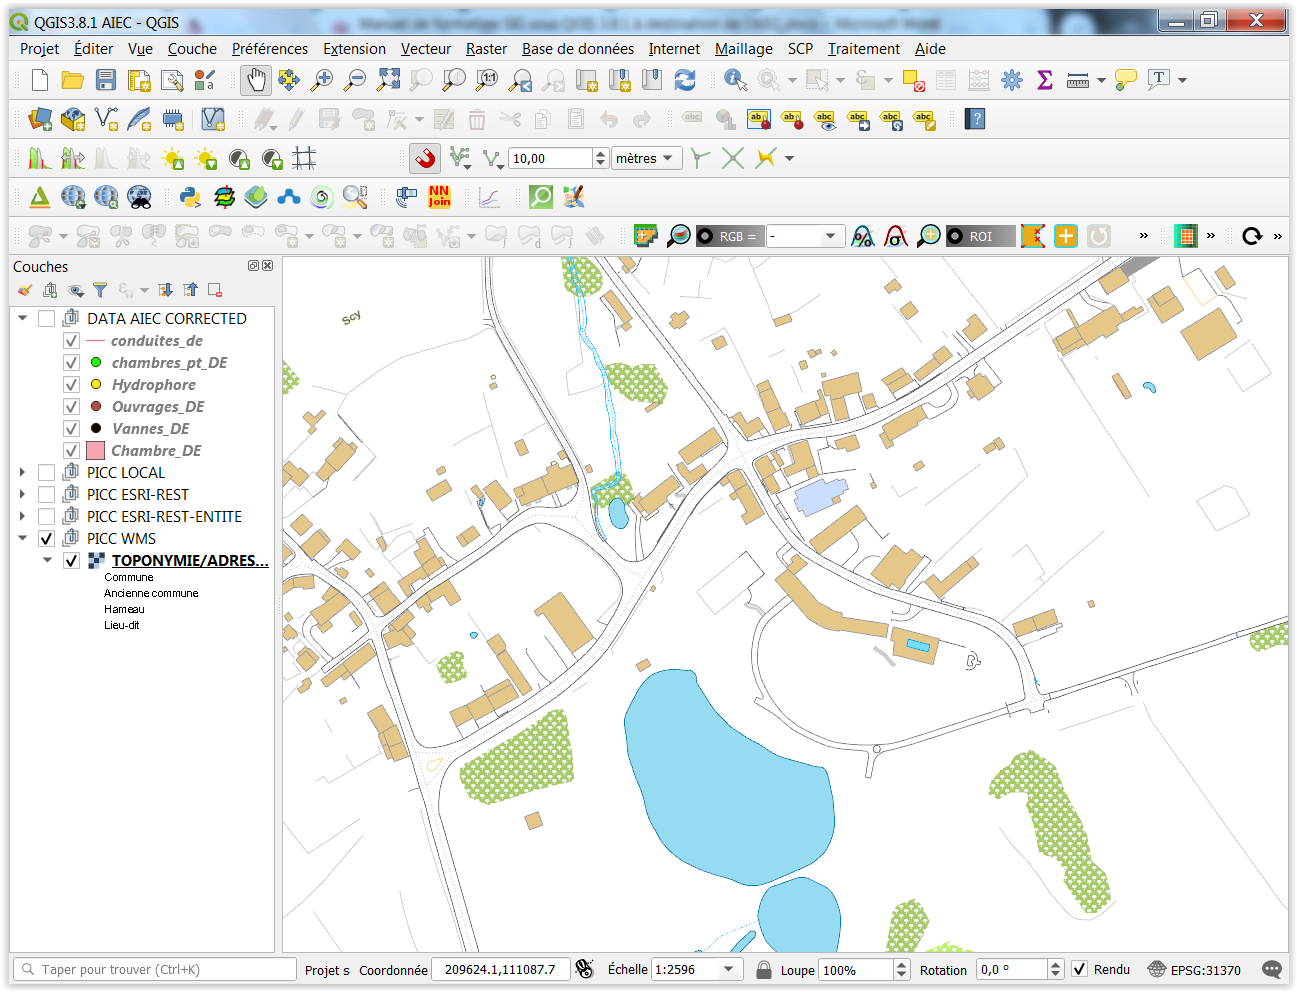 QGIS3.8.1 AIEC - QGIS
Projet Éditer Vue Couche Préférences Extension Vecteur Raster Base de données Internet Maillage SCP Traitement Aide
10,00 mètres
NN Join
RGB = - ROI
Couches
DATA AIEC CORRECTED
conduites_de
chambres_pt_DE
Hydrophore
Ouvrages_DE
Vannes_DE
Chambre_DE
PICC LOCAL
PICC ESRI-REST
PICC ESRI-REST-ENTITE
PICC WMS
TOPONYMIE/ADRES...
Commune
Ancienne commune
Hameau
Lieu-dit
Scy
Taper pour trouver (Ctrl+K) Projet s Coordonnée 209624.1,111087.7 Échelle 1:2596 Loupe 100% Rotation 0,0 ° Rendu EPSG:31370